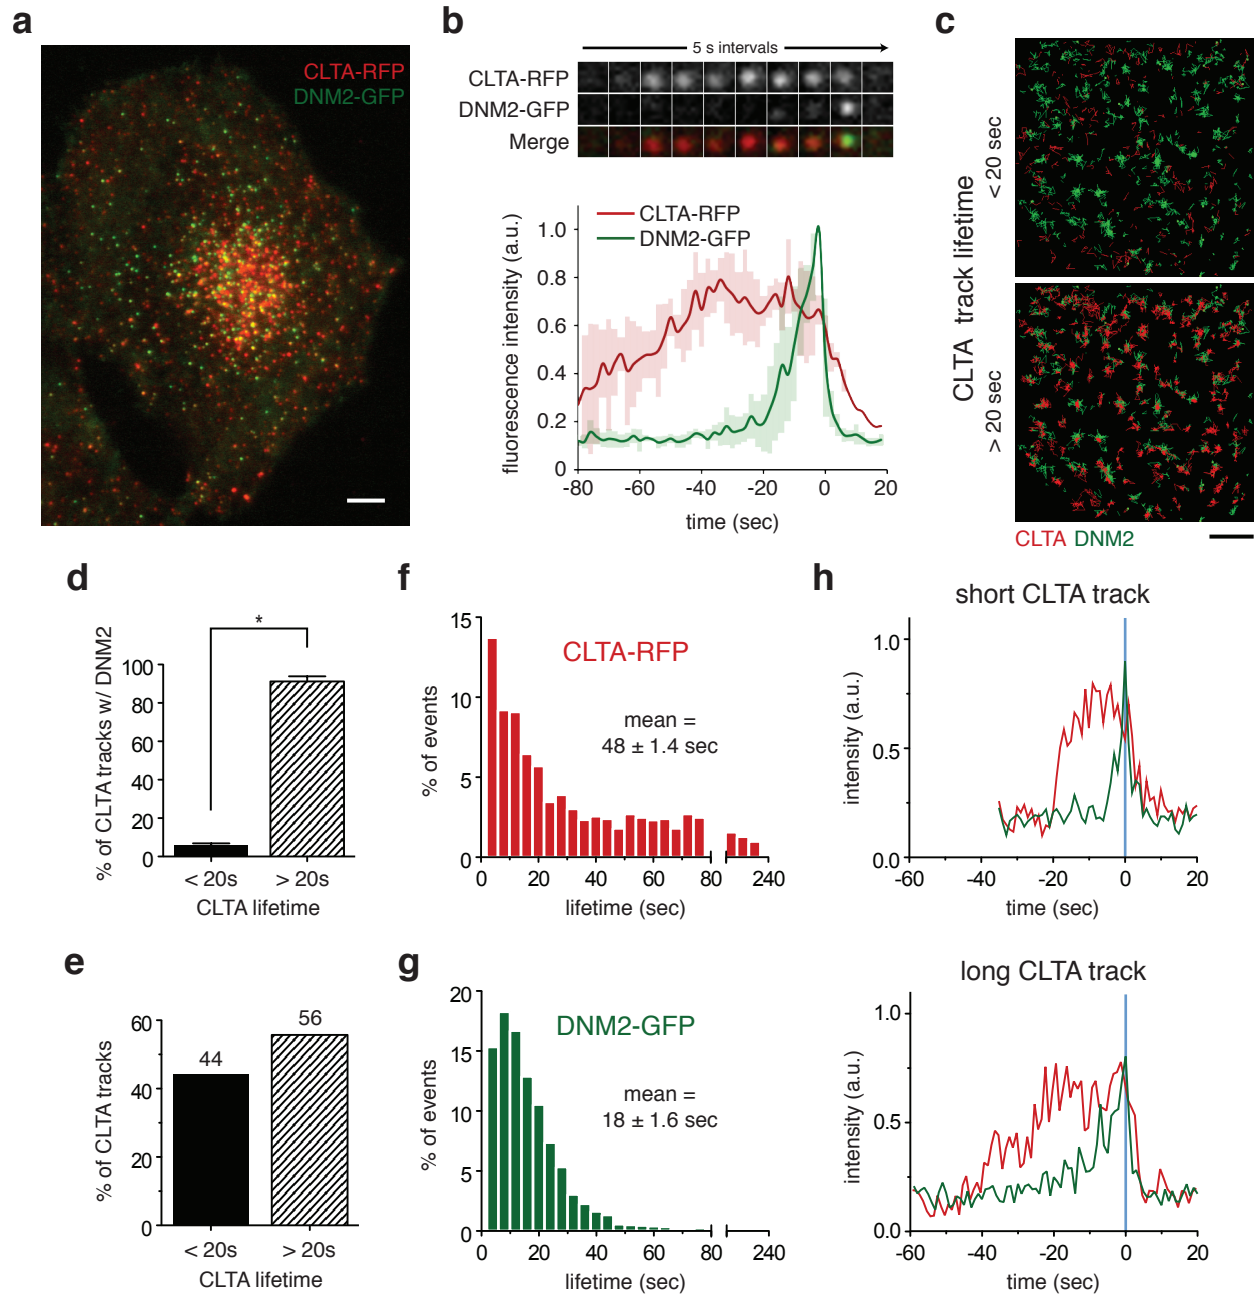 a
CLTA-RFP
DNM2-GFP
b
5 s intervals
CLTA-RFP
DNM2-GFP
Merge
CLTA-RFP
DNM2-GFP
fluorescence intensity (a.u.)
1.0
0.8
0.6
0.4
0.2
0
-80 -60 -40 -20 0 20
time (sec)
c
CLTA track lifetime
< 20 sec
> 20 sec
CLTA DNM2
d
*
% of CLTA tracks w/ DNM2
100
80
60
40
20
0
< 20s > 20s
CLTA lifetime
e
% of CLTA tracks
60
40
20
0
44
56
< 20s > 20s
CLTA lifetime
f
CLTA-RFP
mean =
48 ± 1.4 sec
% of events
15
10
5
0
0 20 40 60 80 240
lifetime (sec)
g
DNM2-GFP
mean =
18 ± 1.6 sec
% of events
20
15
10
5
0
0 20 40 60 80 240
lifetime (sec)
h
short CLTA track
intensity (a.u.)
1.0
0.5
0.0
-60 -40 -20 0 20
time (sec)
long CLTA track
intensity (a.u.)
1.0
0.5
0.0
-60 -40 -20 0 20
time (sec)